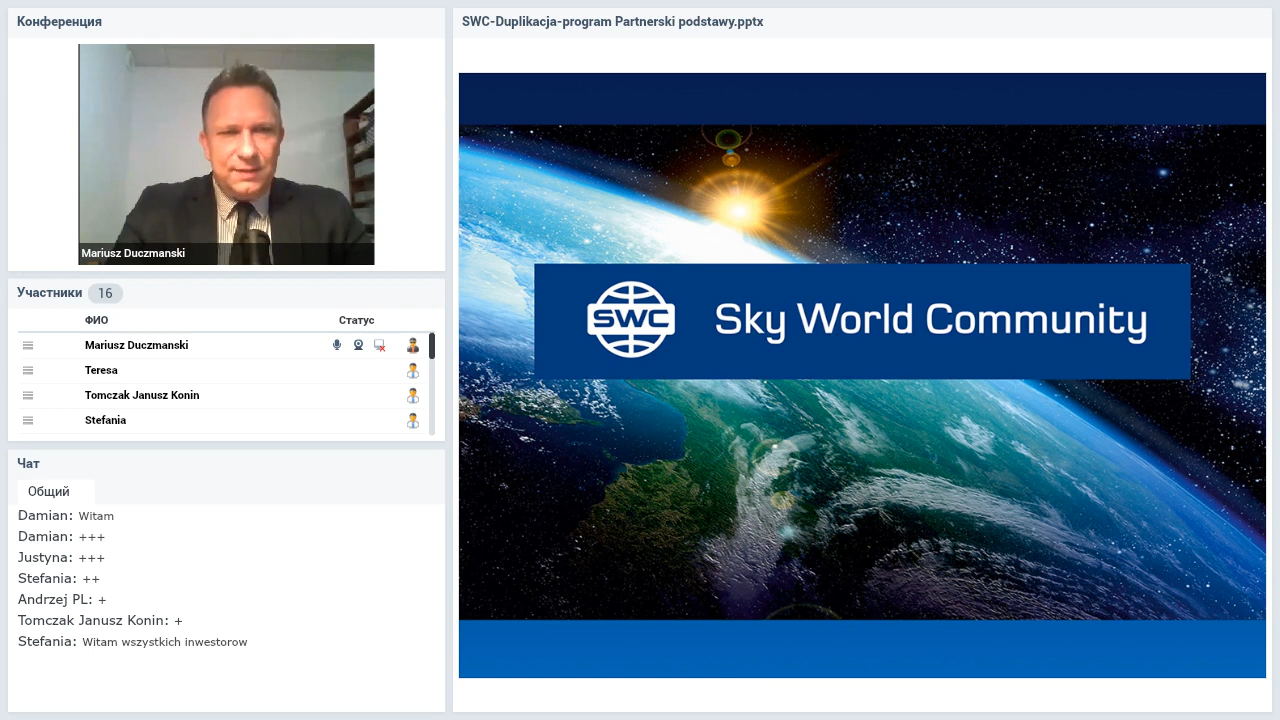 Конференция
Mariusz Duczmanski
Участники 16
ФИО Статус
Mariusz Duczmanski
Teresa
Tomczak Janusz Konin
Stefania
Чат
Общий
Damian: Witam
Damian: +++
Justyna: +++
Stefania: ++
Andrzej PL: +
Tomczak Janusz Konin: +
Stefania: Witam wszystkich inwestorow
SWC-Duplikacja-program Partnerski podstawy.pptx
SWC Sky World Community